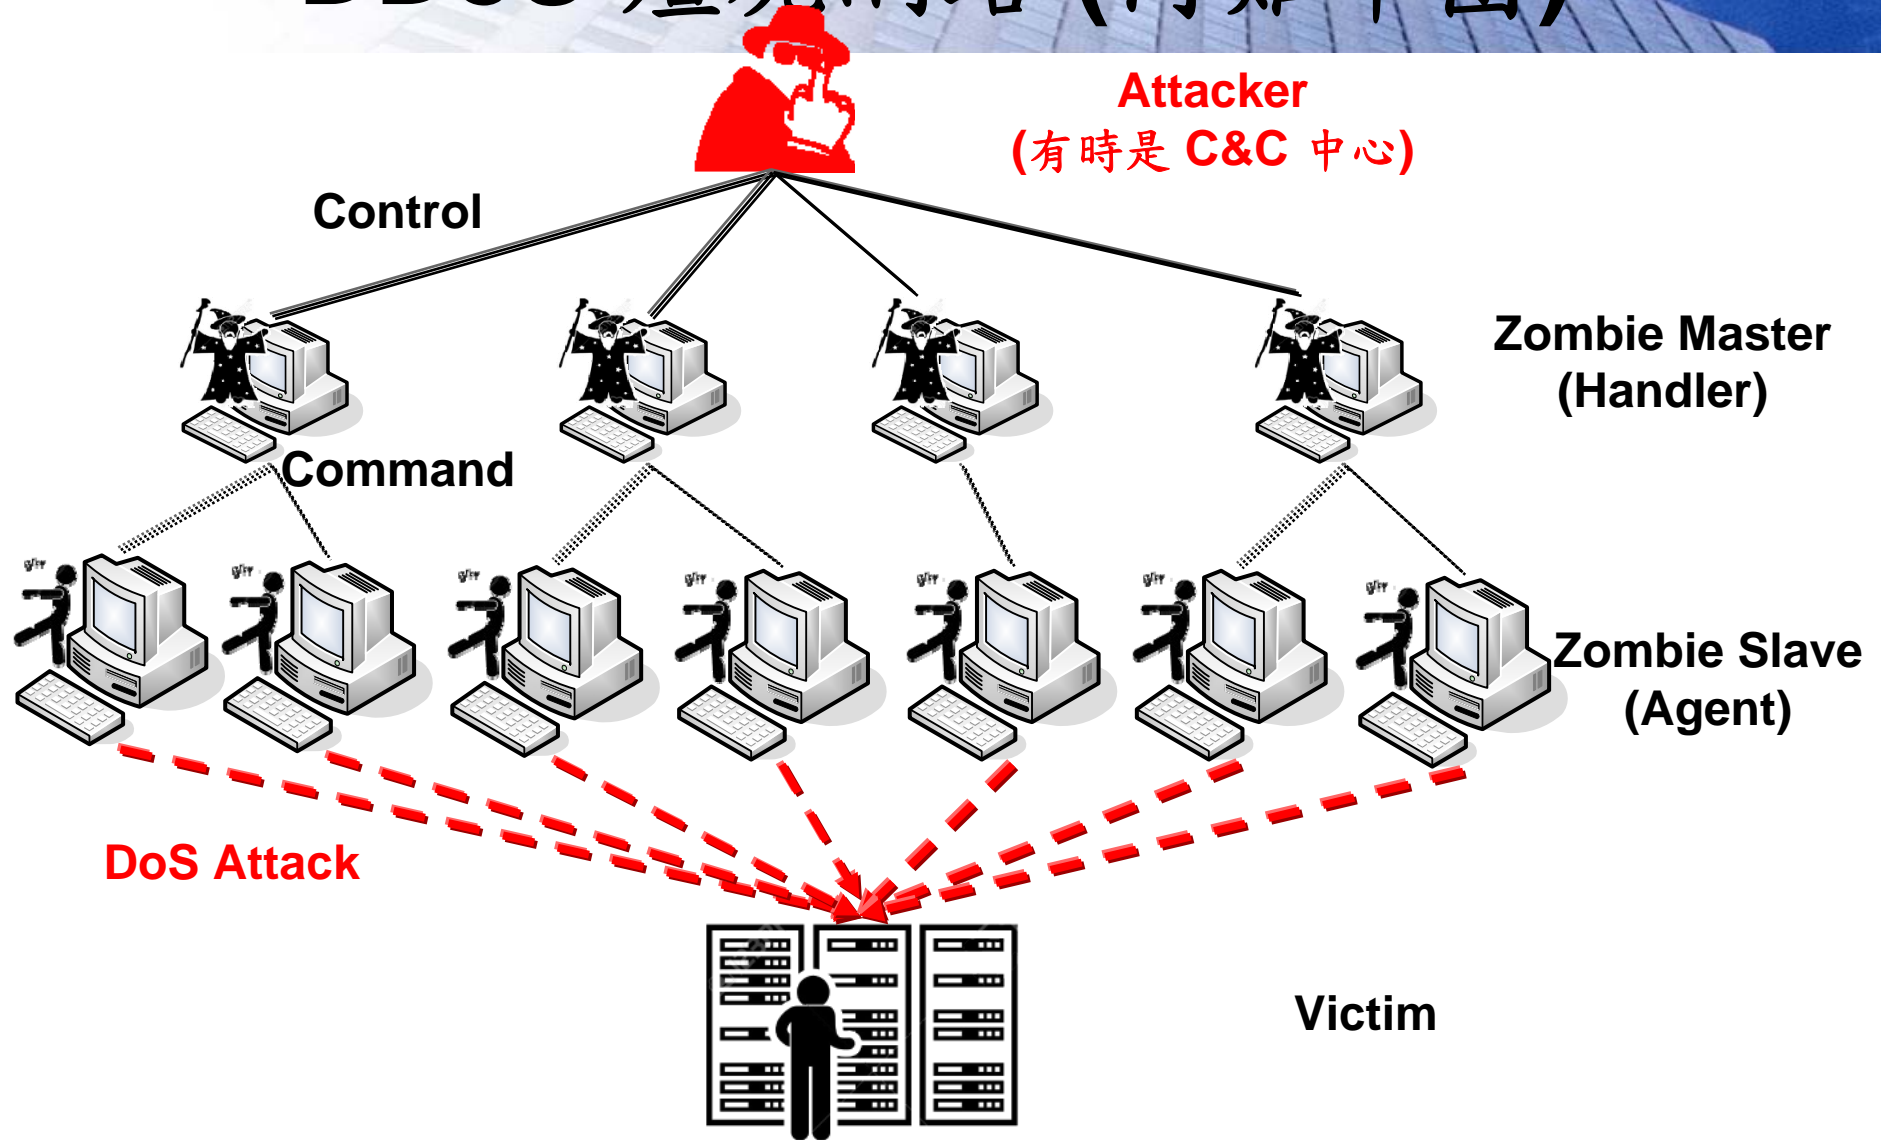 Attacker
(有時是 C&C 中心)
Control
Zombie Master
(Handler)
Command
Zombie Slave
(Agent)
DoS Attack
Victim